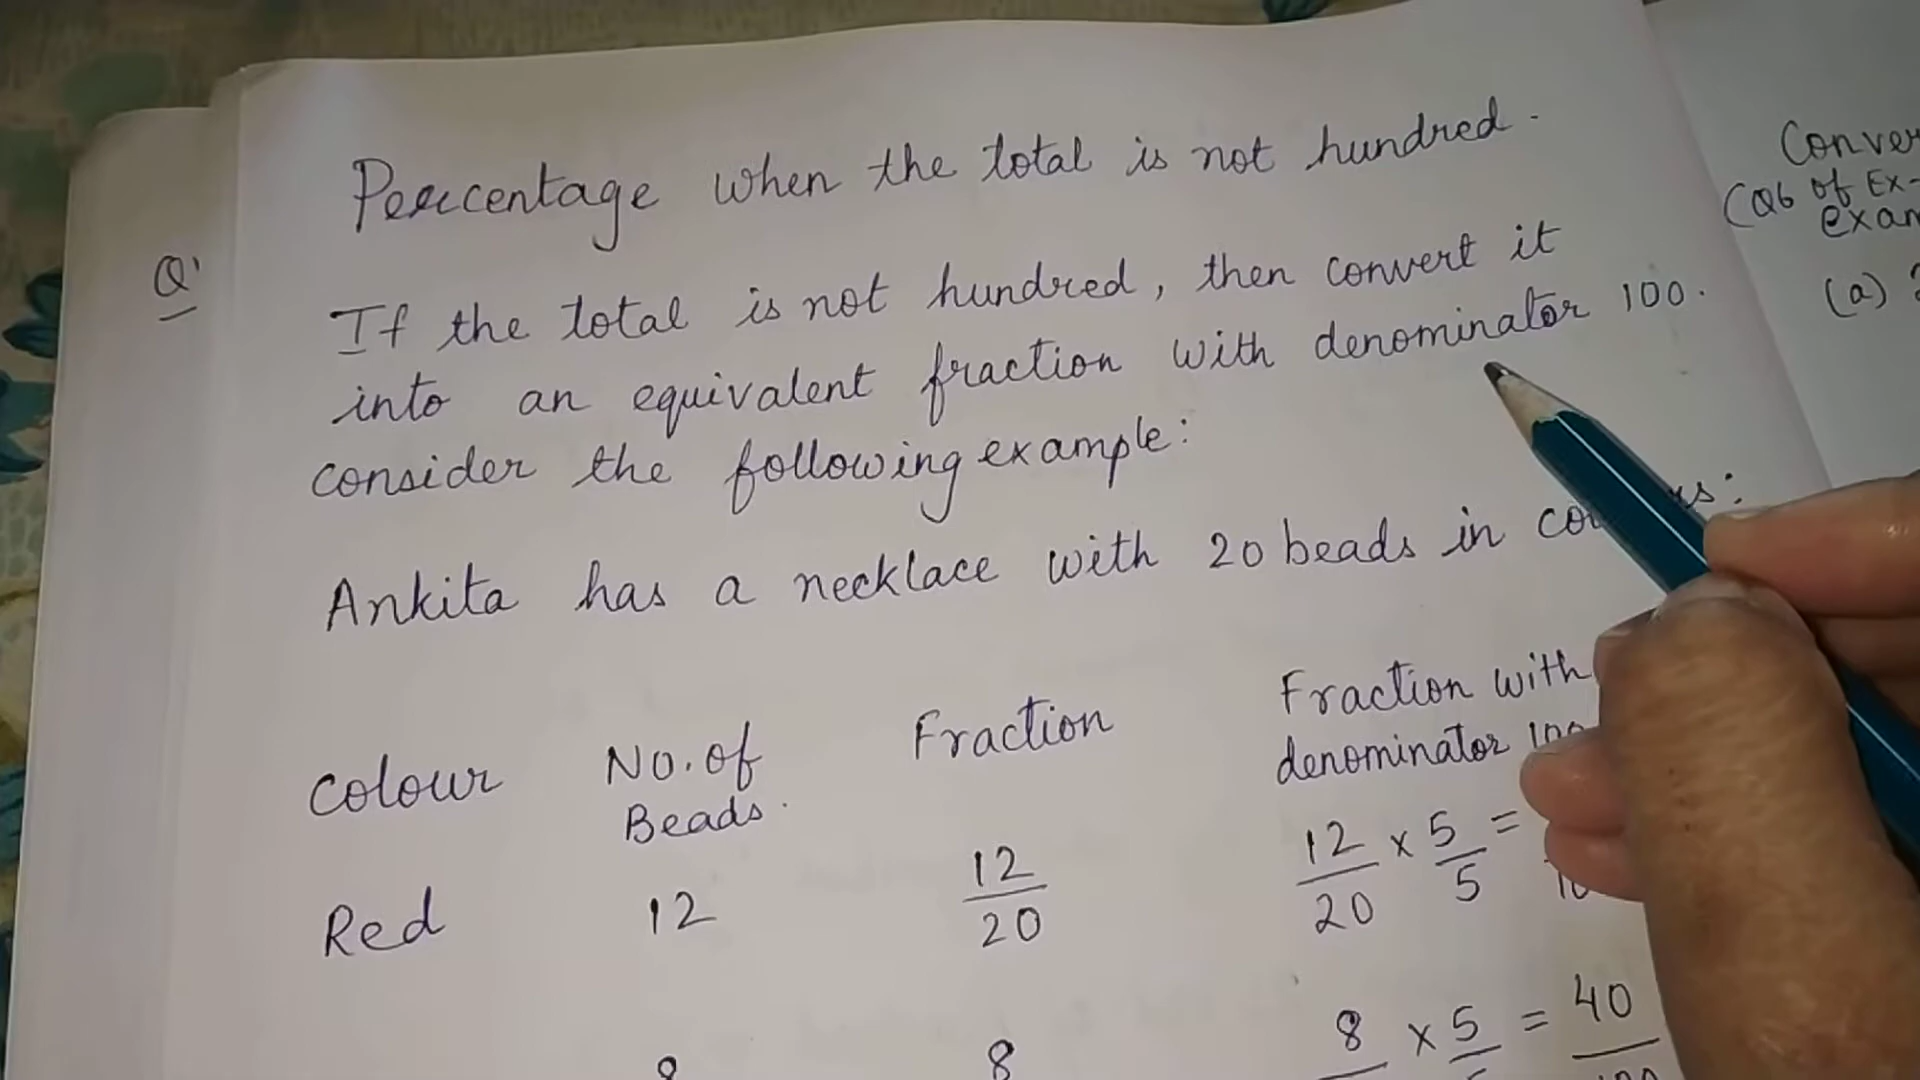 Percentage when the total is not hundred.
Q'
If the total is not hundred, then convert it
into an equivalent fraction with denominator 100.
consider the following example:
Ankita has a necklace with 20 beads in
Colour No. of Beads. Fraction Fraction with denominator
Red 12 12/20 12/20 × 5/5 =
8 8 8 × 5 = 40
(Q6 of Ex-
(a)